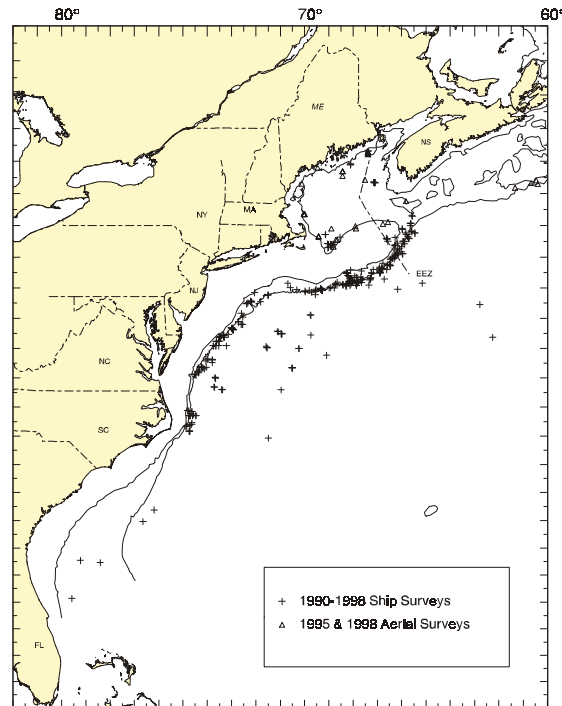 80° 70° 60°
ME
NS
NY MA
EEZ
NJ
NC
SC
1990-1998 Ship Surveys
1995 & 1998 Aerial Surveys
FL